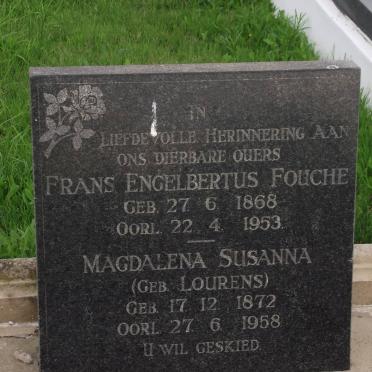 IN
LIEFDEVOLLE HERINNERING AAN
ONS DIERBARE OUERS
FRANS ENGELBERTUS FOUCHE
GEB. 27 6 1868
OORL. 22 4 1953
MAGDALENA SUSANNA
(GEB. LOURENS)
GEB. 17 12 1872
OORL 27 6 1958
U WIL GESKIED.